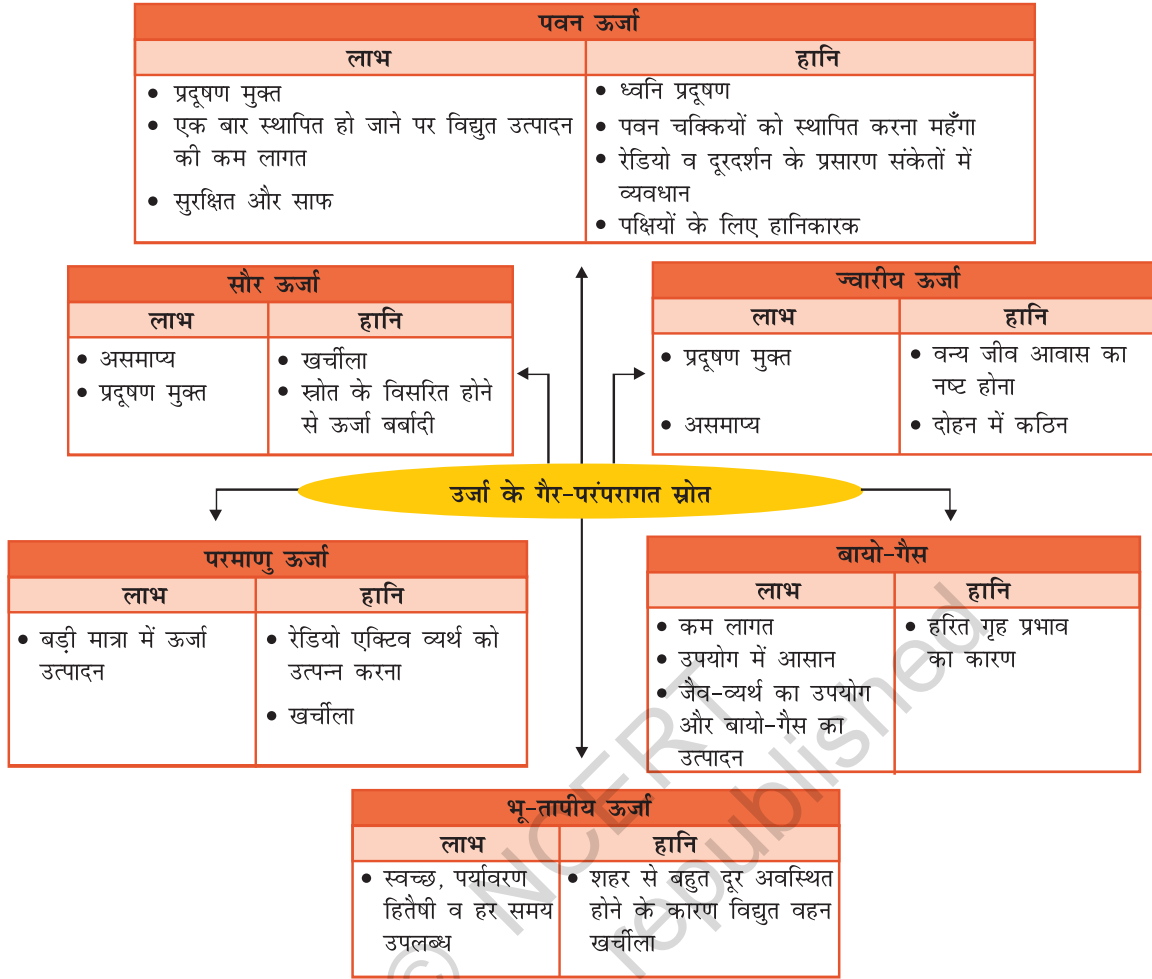 पवन ऊर्जा
लाभ
हानि
• प्रदूषण मुक्त
• एक बार स्थापित हो जाने पर विद्युत उत्पादन
की कम लागत
• सुरक्षित और साफ
• ध्वनि प्रदूषण
• पवन चक्कियों को स्थापित करना महँगा
• रेडियो व दूरदर्शन के प्रसारण संकेतों में
व्यवधान
• पक्षियों के लिए हानिकारक
सौर ऊर्जा
लाभ
हानि
• असमाप्य
• प्रदूषण मुक्त
• खर्चीला
• स्रोत के विसरित होने
से ऊर्जा बर्बादी
ज्वारीय ऊर्जा
लाभ
हानि
• प्रदूषण मुक्त
• असमाप्य
• वन्य जीव आवास का
नष्ट होना
• दोहन में कठिन
उर्जा के गैर-परंपरागत स्रोत
परमाणु ऊर्जा
लाभ
हानि
• बड़ी मात्रा में ऊर्जा
उत्पादन
• रेडियो एक्टिव व्यर्थ को
उत्पन्न करना
• खर्चीला
बायो-गैस
लाभ
हानि
• कम लागत
• उपयोग में आसान
• जैव-व्यर्थ का उपयोग
और बायो-गैस का
उत्पादन
• हरित गृह प्रभाव
का कारण
भू-तापीय ऊर्जा
लाभ
हानि
• स्वच्छ, पर्यावरण
हितैषी व हर समय
उपलब्ध
• शहर से बहुत दूर अवस्थित
होने के कारण विद्युत वहन
खर्चीला
© NCERT
republished